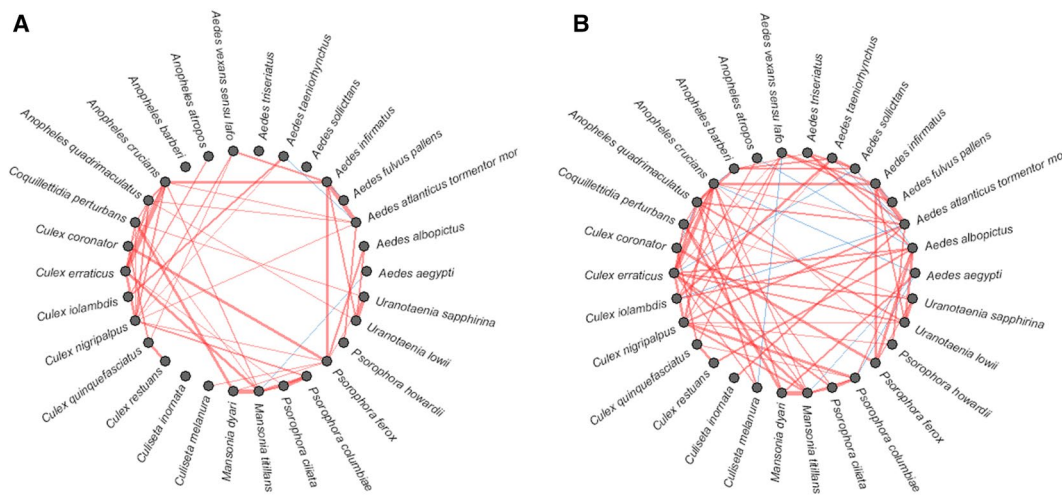 A
Aedes vexans sensu lafo
Aedes triseriatus
Aedes taeniorhynchus
Aedes sollicttans
Aedes infirmatus
Aedes fulvus pallens
Aedes atlanticus tormentor mor
Aedes albopictus
Aedes aegypti
Uranotaenia sapphirina
Uranotaenia lowii
Psorophora howardii
Psorophora ferox
Psorophora columbiae
Psorophora ciliata
Mansonia titillans
Mansonia dyari
Culiseta melanura
Culiseta inornata
Culex restuans
Culex quinquefasciatus
Culex nigripalpus
Culex iolambdis
Culex erraticus
Culex coronator
Coquillettidia perturbans
Anopheles quadrimaculatus
Anopheles crucians
Anopheles barberi
Anopheles atropos
B
Aedes vexans sensu lafo
Aedes triseriatus
Aedes taeniorhynchus
Aedes sollicttans
Aedes infirmatus
Aedes fulvus pallens
Aedes atlanticus tormentor mo
Aedes albopictus
Aedes aegypti
Uranotaenia sapphirina
Uranotaenia lowii
Psorophora howardii
Psorophora ferox
Psorophora columbiae
Psorophora ciliata
Mansonia titillans
Mansonia dyari
Culiseta melanura
Culiseta inornata
Culex restuans
Culex quinquefasciatus
Culex nigripalpus
Culex iolambdis
Culex erraticus
Culex coronator
Coquillettidia perturbans
Anopheles quadrimaculatus
Anopheles crucians
Anopheles barberi
Anopheles atropos